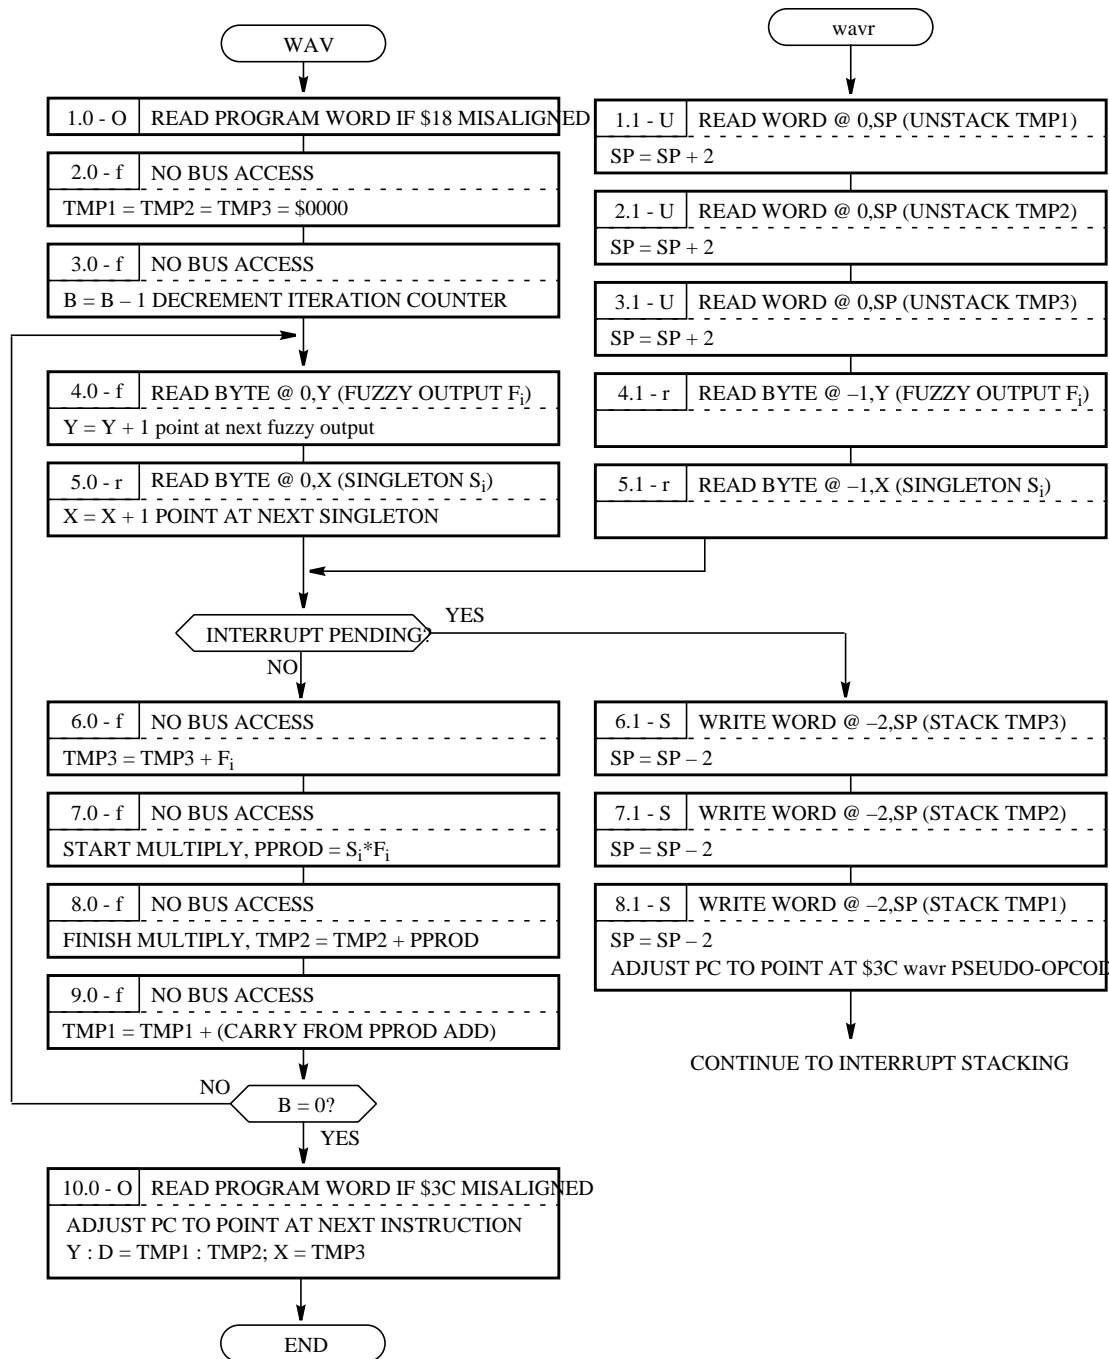 WAV
1.0 - O READ PROGRAM WORD IF $18 MISALIGNED
2.0 - f NO BUS ACCESS
TMP1 = TMP2 = TMP3 = $0000
3.0 - f NO BUS ACCESS
B = B – 1 DECREMENT ITERATION COUNTER
4.0 - f READ BYTE @ 0,Y (FUZZY OUTPUT Fi)
Y = Y + 1 point at next fuzzy output
5.0 - r READ BYTE @ 0,X (SINGLETON Si)
X = X + 1 POINT AT NEXT SINGLETON
wavr
1.1 - U READ WORD @ 0,SP (UNSTACK TMP1)
SP = SP + 2
2.1 - U READ WORD @ 0,SP (UNSTACK TMP2)
SP = SP + 2
3.1 - U READ WORD @ 0,SP (UNSTACK TMP3)
SP = SP + 2
4.1 - r READ BYTE @ –1,Y (FUZZY OUTPUT Fi)
5.1 - r READ BYTE @ –1,X (SINGLETON Si)
INTERRUPT PENDING?
YES
NO
6.0 - f NO BUS ACCESS
TMP3 = TMP3 + Fi
7.0 - f NO BUS ACCESS
START MULTIPLY, PPROD = Si*Fi
8.0 - f NO BUS ACCESS
FINISH MULTIPLY, TMP2 = TMP2 + PPROD
9.0 - f NO BUS ACCESS
TMP1 = TMP1 + (CARRY FROM PPROD ADD)
6.1 - S WRITE WORD @ –2,SP (STACK TMP3)
SP = SP – 2
7.1 - S WRITE WORD @ –2,SP (STACK TMP2)
SP = SP – 2
8.1 - S WRITE WORD @ –2,SP (STACK TMP1)
SP = SP – 2
ADJUST PC TO POINT AT $3C wavr
CONTINUE TO INTERRUPT STACKING
NO
B = 0?
YES
10.0 - O READ PROGRAM WORD IF $3C MISALIGNED
ADJUST PC TO POINT AT NEXT INSTRUCTION
Y : D = TMP1 : TMP2; X = TMP3
END